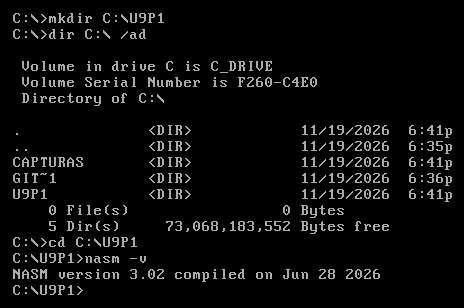 C:\>mkdir C:\U9P1
C:\>dir C:\ /ad
Volume in drive C is C_DRIVE
Volume Serial Number is F260-C4E0
Directory of C:\
. <DIR> 11/19/2026 6:41p
.. <DIR> 11/19/2026 6:35p
CAPTURAS <DIR> 11/19/2026 6:41p
GIT~1 <DIR> 11/19/2026 6:36p
U9P1 <DIR> 11/19/2026 6:41p
0 File(s) 0 Bytes
5 Dir(s) 73,068,183,552 Bytes free
C:\>cd C:\U9P1
C:\U9P1>nasm -v
NASM version 3.02 compiled on Jun 28 2026
C:\U9P1>